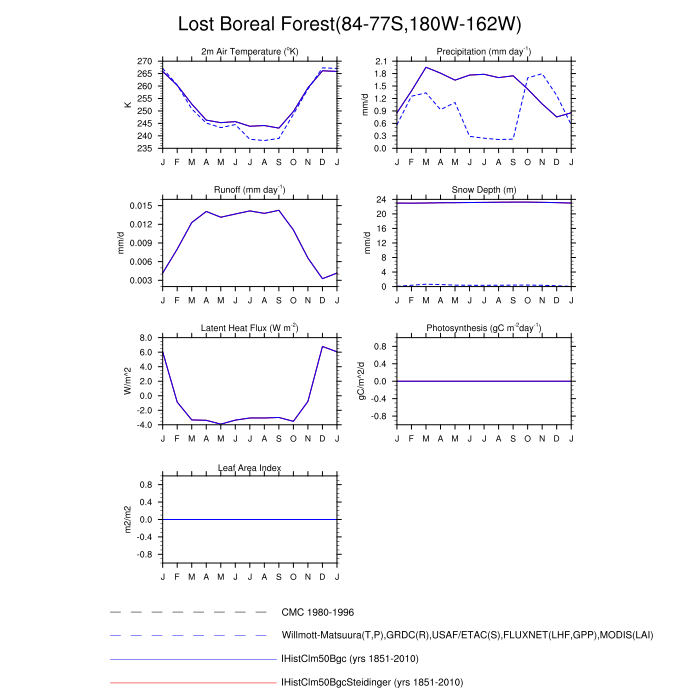 Lost Boreal Forest(84-77S,180W-162W)
2m Air Temperature (°K)
Precipitation (mm day-1)
270
265
260
255
250
245
240
235
K
J F M A M J J A S O N D J
2.1
1.8
1.5
1.2
0.9
0.6
0.3
0.0
mm/d
J F M A M J J A S O N D J
Runoff (mm day-1)
Snow Depth (m)
0.015
0.012
0.009
0.006
0.003
mm/d
J F M A M J J A S O N D J
24
20
16
12
8
4
0
mm/d
J F M A M J J A S O N D J
Latent Heat Flux (W m-2)
Photosynthesis (gC m-2day-1)
8.0
6.0
4.0
2.0
0.0
-2.0
-4.0
W/m^2
J F M A M J J A S O N D J
0.8
0.4
0.0
-0.4
-0.8
gC/m^2/d
J F M A M J J A S O N D J
Leaf Area Index
0.8
0.4
0.0
-0.4
-0.8
m2/m2
J F M A M J J A S O N D J
CMC 1980-1996
Willmott-Matsuura(T,P),GRDC(R),USAF/ETAC(S),FLUXNET(LHF,GPP),MODIS(LAI)
IHistClm50Bgc (yrs 1851-2010)
IHistClm50BgcSteidinger (yrs 1851-2010)